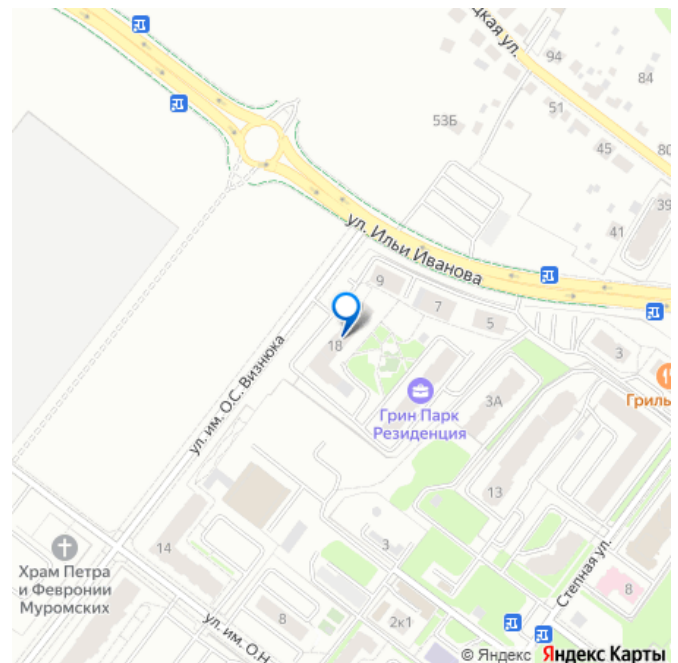 цкая ул.
94
84
51
53Б
45
80
39
41
ул. Ильи Иванова
9
7
5
18
3
ул. им. О.С. Визнюка
Грин Парк
Резиденция
3А
Гриль
13
14
3
Храм Петра
и Февронии
Муромских
Степная ул.
8
8
2к1
ул. им. О.Н
© Яндекс Яндекс Карты